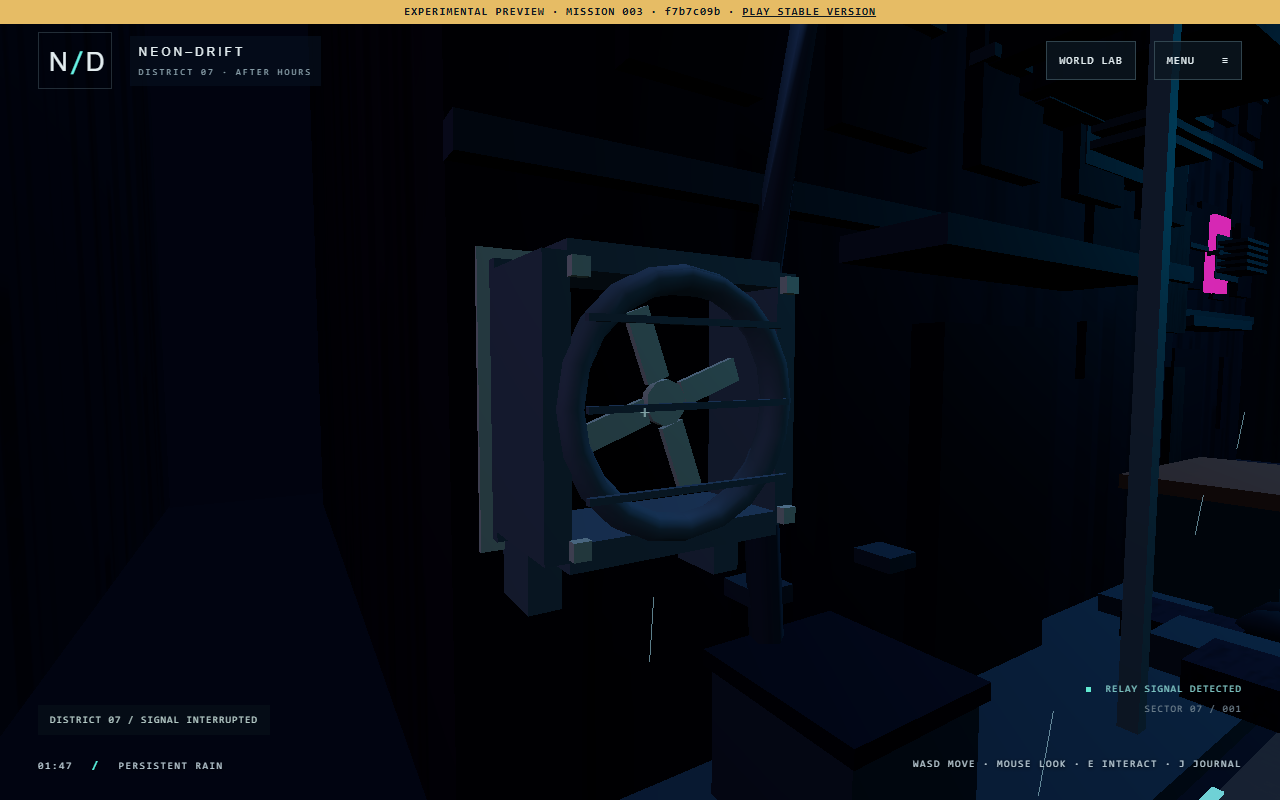 EXPERIMENTAL PREVIEW · MISSION 003 · f7b7c09b · PLAY STABLE VERSION
N/D
NEON—DRIFT
DISTRICT 07 · AFTER HOURS
WORLD LAB
MENU ≡
RELAY SIGNAL DETECTED
SECTOR 07 / 001
DISTRICT 07 / SIGNAL INTERRUPTED
01:47 / PERSISTENT RAIN
WASD MOVE · MOUSE LOOK · E INTERACT · J JOURNAL